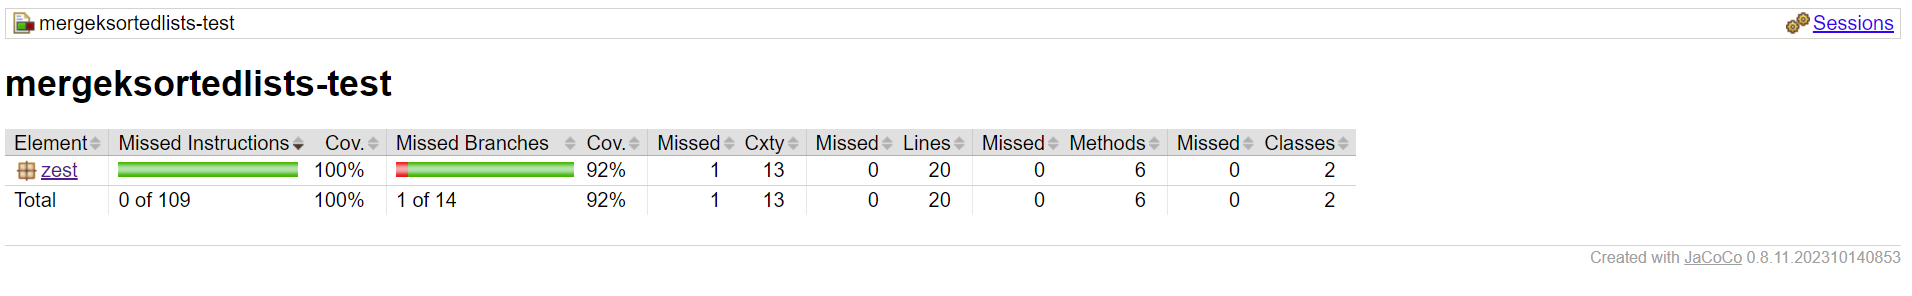 mergeksortedlists-test Sessions
mergeksortedlists-test
Element Missed Instructions Cov. Missed Branches Cov. Missed Cxty Missed Lines Missed Methods Missed Classes
zest 100% 92% 1 13 0 20 0 6 0 2
Total 0 of 109 100% 1 of 14 92% 1 13 0 20 0 6 0 2
Created with JaCoCo 0.8.11.202310140853